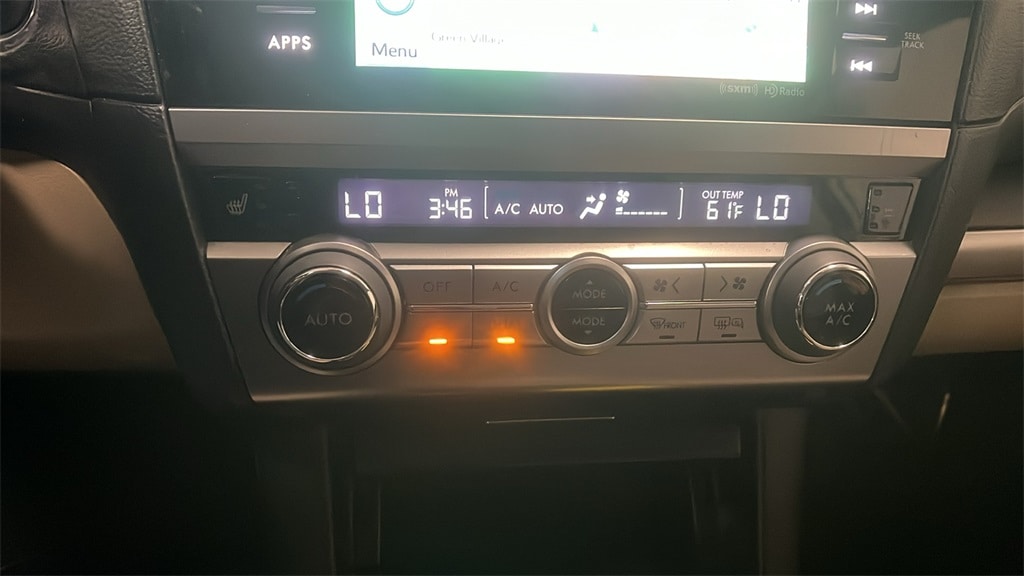 APPS
Green Village
Menu
SEEK
TRACK
((sxm)) HD Radio
LO PM 3:46 A/C AUTO OUT TEMP 61°F LO
OFF A/C
MODE
MODE
AUTO
MAX
A/C
FRONT